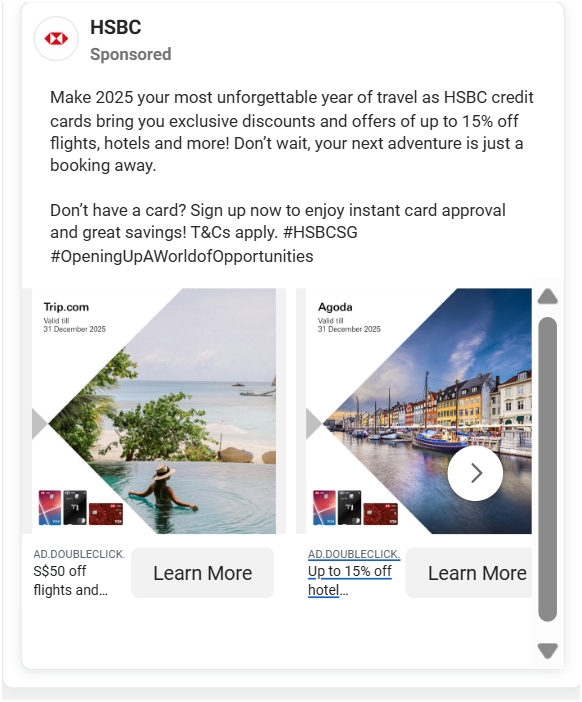 HSBC
Sponsored
Make 2025 your most unforgettable year of travel as HSBC credit
cards bring you exclusive discounts and offers of up to 15% off
flights, hotels and more! Don’t wait, your next adventure is just a
booking away.
Don’t have a card? Sign up now to enjoy instant card approval
and great savings! T&Cs apply. #HSBCSG
#OpeningUpAWorldofOpportunities
Trip.com
Valid till
31 December 2025
AD.DOUBLECLICK.
S$50 off
flights and...
Learn More
Agoda
Valid till
31 December 2025
AD.DOUBLECLICK.
Up to 15% off
hotel...
Learn More